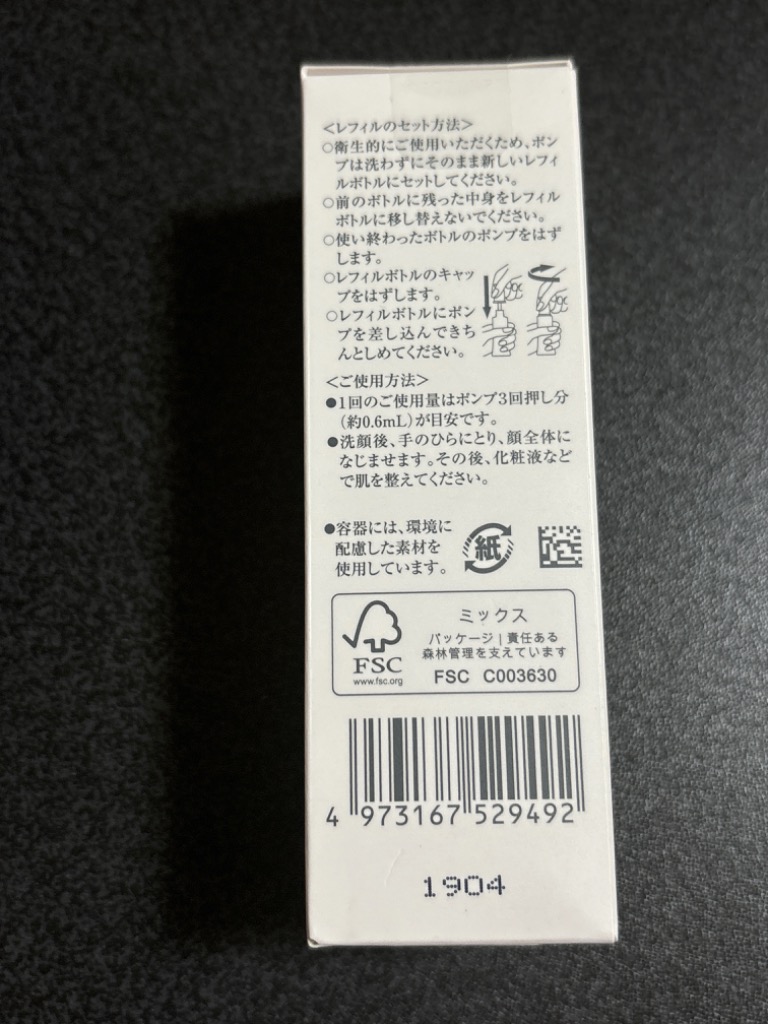 <レフィルのセット方法>
○衛生的にご使用いただくため、ポン
プは洗わずにそのまま新しいレフィ
ルボトルにセットしてください。
○前のボトルに残った中身をレフィル
ボトルに移し替えないでください。
○使い終わったボトルのポンプをはず
します。
○レフィルボトルのキャッ
プをはずします。
○レフィルボトルにポン
プを差し込んできち
んとしめてください。
<ご使用方法>
●1回のご使用量はポンプ3回押し分
(約0.6mL)が目安です。
●洗顔後、手のひらにとり、顔全体に
なじませます。その後、化粧液など
で肌を整えてください。
●容器には、環境に
配慮した素材を
使用しています。
紙
FSC
www.fsc.org
ミックス
パッケージ|責任ある
森林管理を支えています
FSC C003630
4 973167 529492
1904